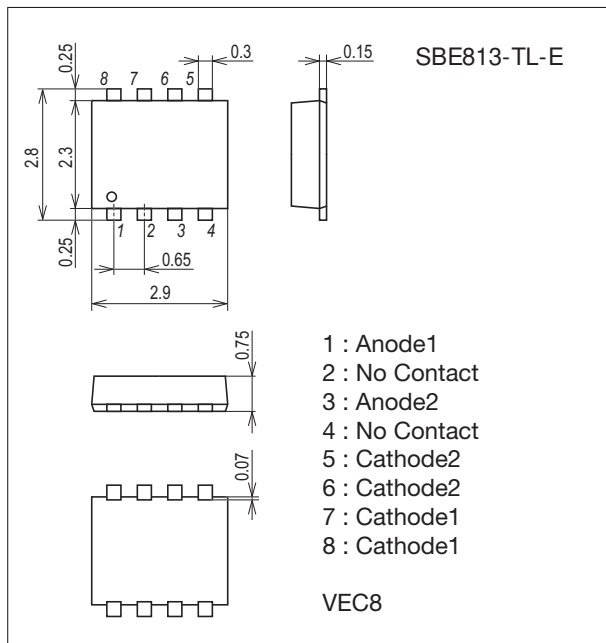 SBE813-TL-E
0.25
8 7 6 5
0.3
0.15
2.8
2.3
0.25
1 2 3 4
0.65
2.9
0.75
0.07
1 : Anode1
2 : No Contact
3 : Anode2
4 : No Contact
5 : Cathode2
6 : Cathode2
7 : Cathode1
8 : Cathode1
VEC8